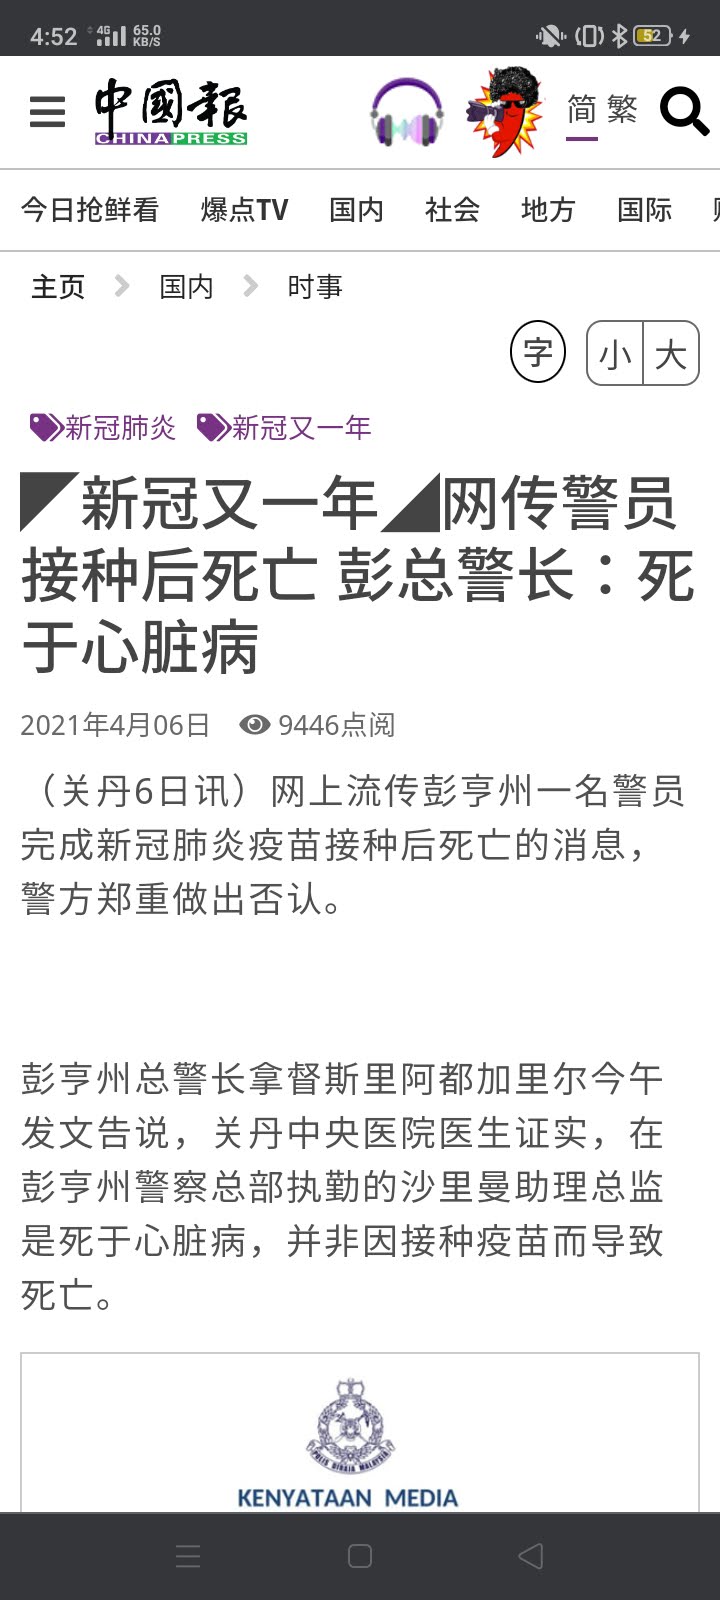 4:52 4G 65.0 KB/S 52
中國報 CHINA PRESS 简 繁
今日抢鲜看 爆点TV 国内 社会 地方 国际
主页 国内 时事
字 小 大
新冠肺炎 新冠又一年
◤新冠又一年◢网传警员
接种后死亡 彭总警长：死
于心脏病
2021年4月06日 9446点阅
（关丹6日讯）网上流传彭亨州一名警员
完成新冠肺炎疫苗接种后死亡的消息，
警方郑重做出否认。
彭亨州总警长拿督斯里阿都加里尔今午
发文告说，关丹中央医院医生证实，在
彭亨州警察总部执勤的沙里曼助理总监
是死于心脏病，并非因接种疫苗而导致
死亡。
POLIS DIRAJA MALAYSIA
KENYATAAN MEDIA